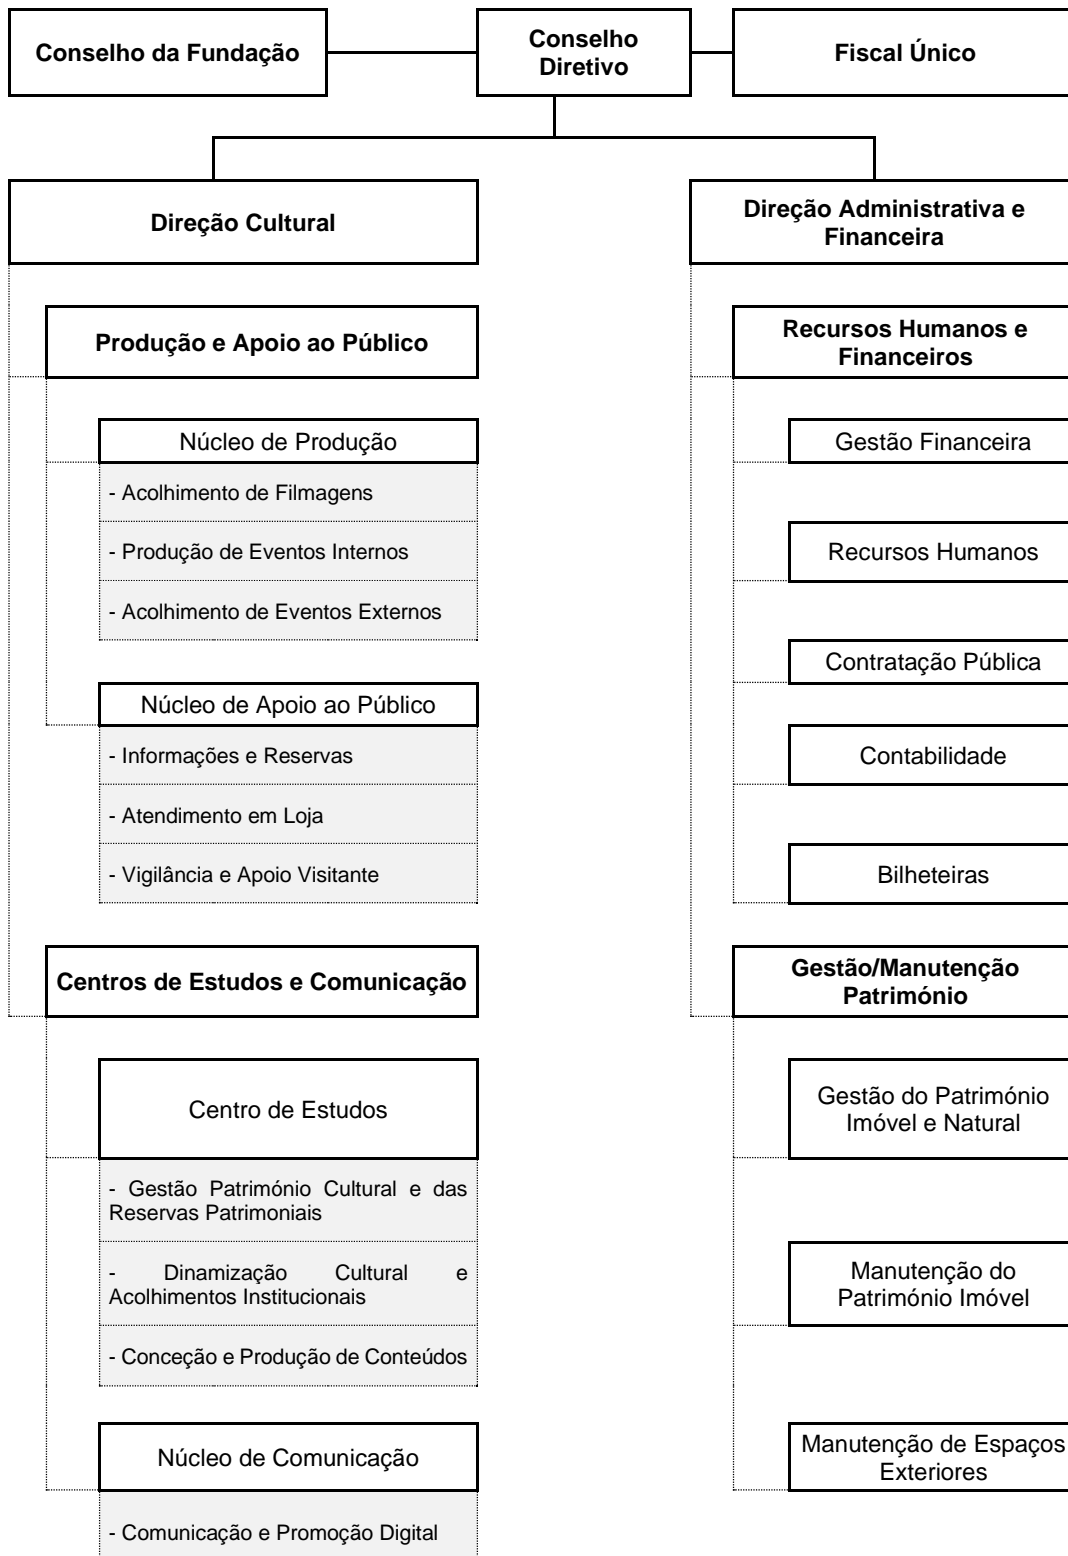 Conselho da Fundação
Conselho
Diretivo
Fiscal Único
Direção Cultural
Direção Administrativa e
Financeira
Produção e Apoio ao Público
Recursos Humanos e
Financeiros
Núcleo de Produção
- Acolhimento de Filmagens
- Produção de Eventos Internos
- Acolhimento de Eventos Externos
Gestão Financeira
Recursos Humanos
Núcleo de Apoio ao Público
- Informações e Reservas
- Atendimento em Loja
- Vigilância e Apoio Visitante
Contratação Pública
Contabilidade
Bilheteiras
Centros de Estudos e Comunicação
Gestão/Manutenção
Património
Centro de Estudos
- Gestão Património Cultural e das
Reservas Patrimoniais
- Dinamização Cultural e
Acolhimentos Institucionais
- Conceção e Produção de Conteúdos
Gestão do Património
Imóvel e Natural
Manutenção do
Património Imóvel
Núcleo de Comunicação
- Comunicação e Promoção Digital
Manutenção de Espaços
Exteriores